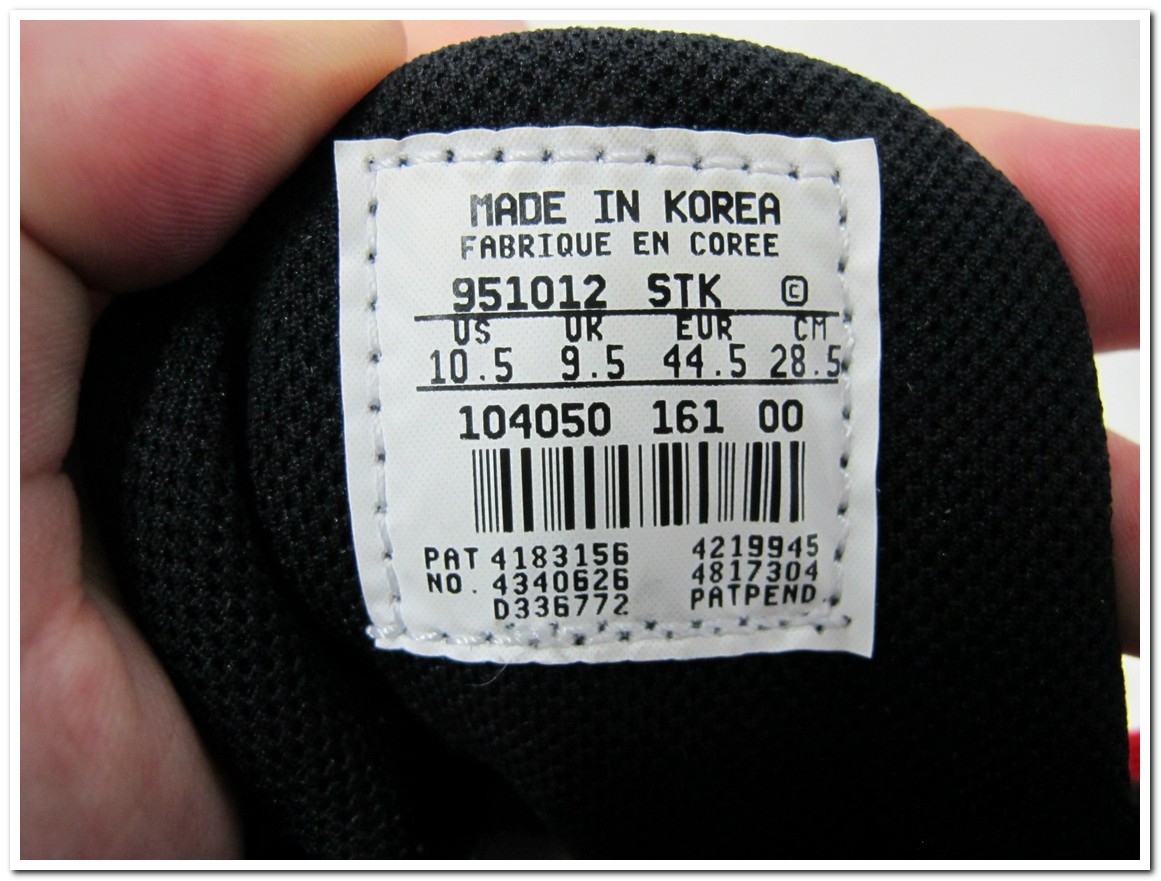 MADE IN KOREA
FABRIQUE EN COREE
951012 STK ©
US UK EUR CM
10.5 9.5 44.5 28.5
104050 161 00
PAT 4183156 4219945
NO. 4340626 4817304
D336772 PATPEND.